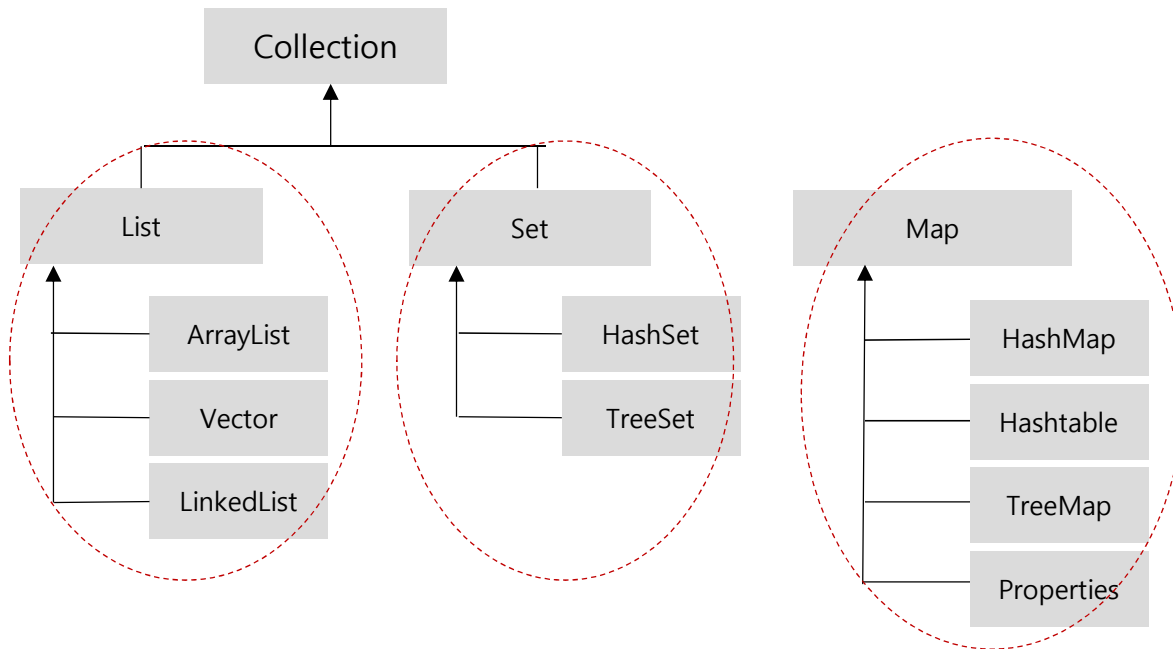 Collection
List
Set
Map
ArrayList
Vector
LinkedList
HashSet
TreeSet
HashMap
Hashtable
TreeMap
Properties